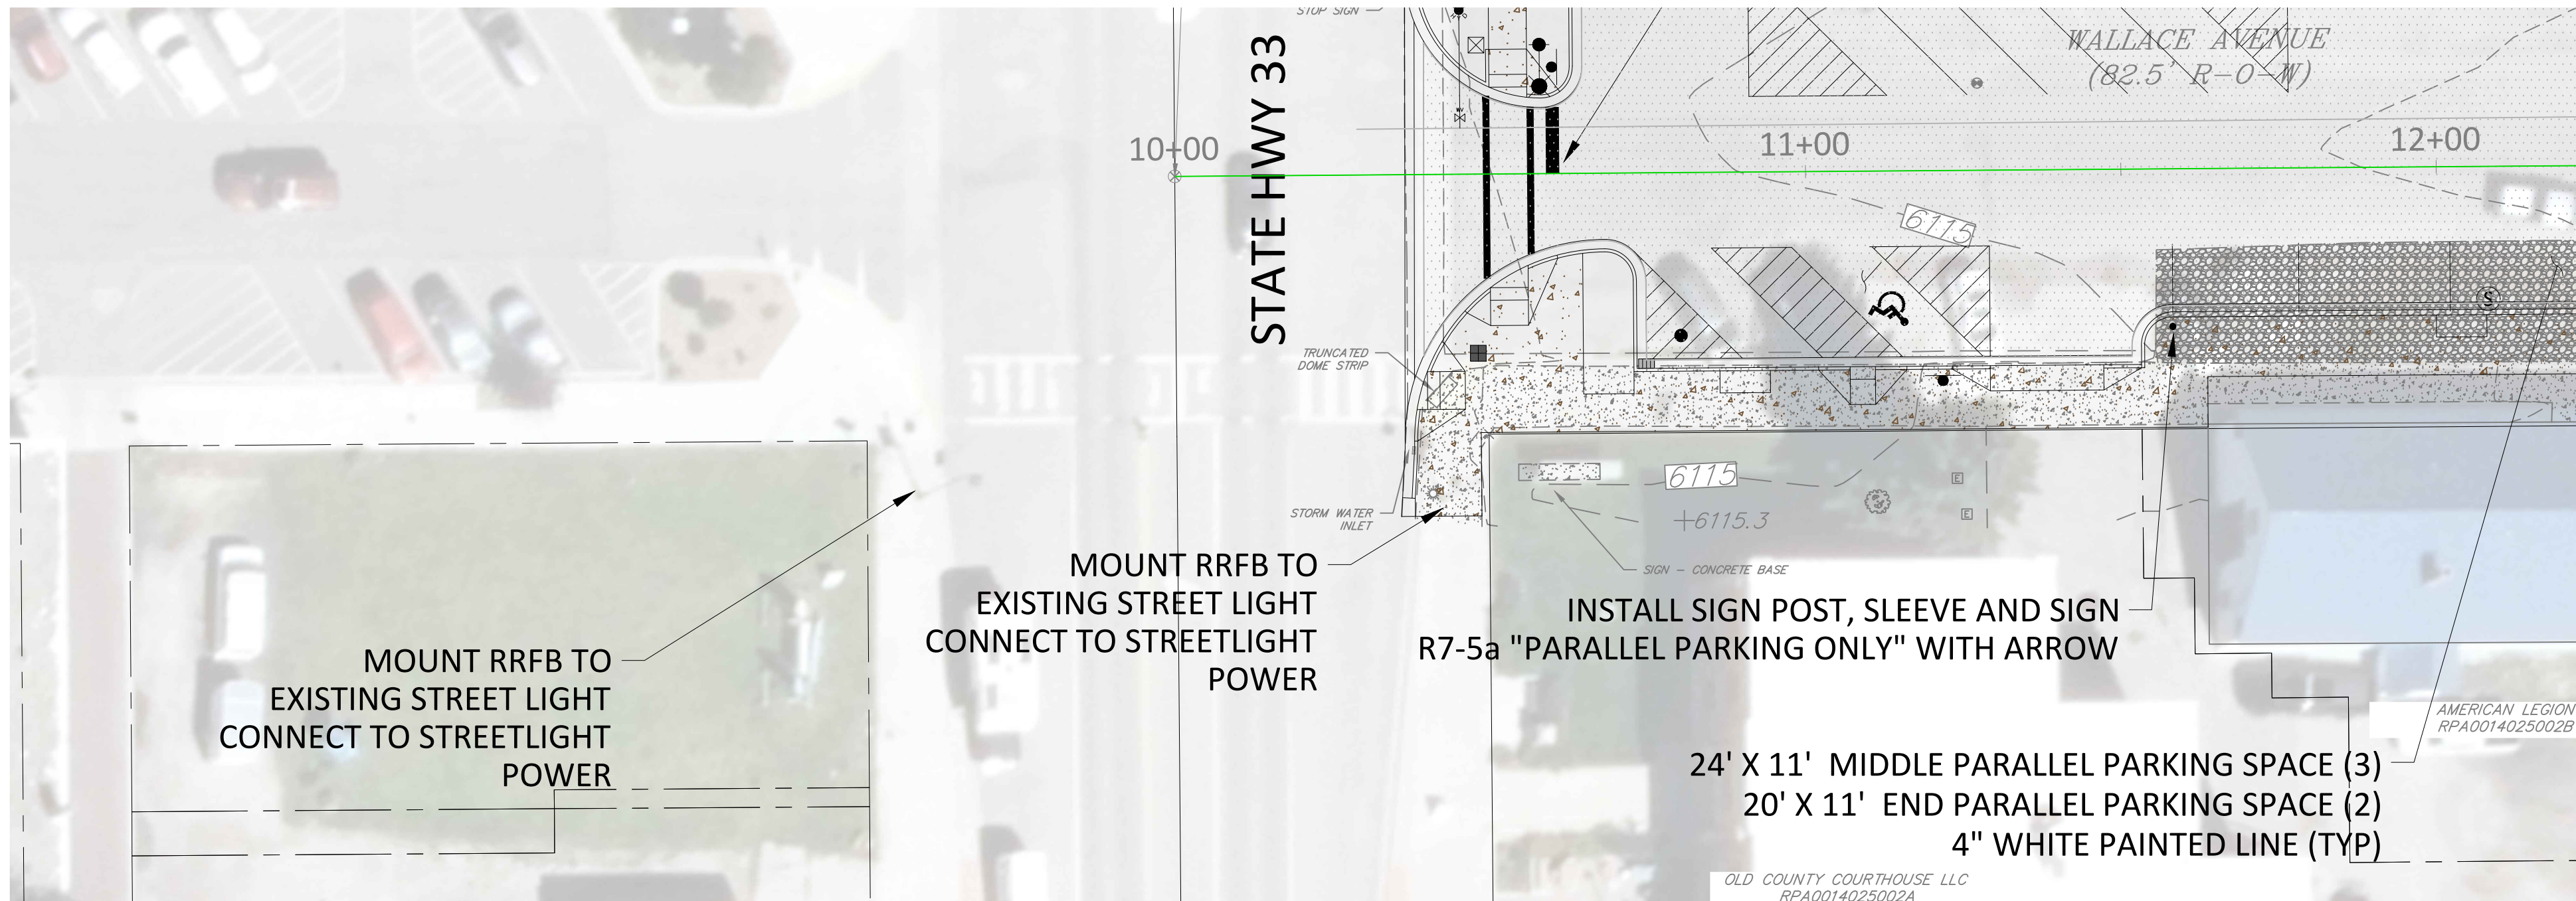 STOP SIGN
STATE HWY 33
WALLACE AVENUE
(82.5' R-O-W)
10+00
11+00
12+00
6115
S
TRUNCATED
DOME STRIP
STORM WATER
INLET
6115
+6115.3
E
E
SIGN - CONCRETE BASE
MOUNT RRFB TO
EXISTING STREET LIGHT
CONNECT TO STREETLIGHT
POWER
MOUNT RRFB TO
EXISTING STREET LIGHT
CONNECT TO STREETLIGHT
POWER
INSTALL SIGN POST, SLEEVE AND SIGN
R7-5a "PARALLEL PARKING ONLY" WITH ARROW
AMERICAN LEGION
RPA0014025002B
24' X 11' MIDDLE PARALLEL PARKING SPACE (3)
20' X 11' END PARALLEL PARKING SPACE (2)
4" WHITE PAINTED LINE (TYP)
OLD COUNTY COURTHOUSE LLC
RPA0014025002A